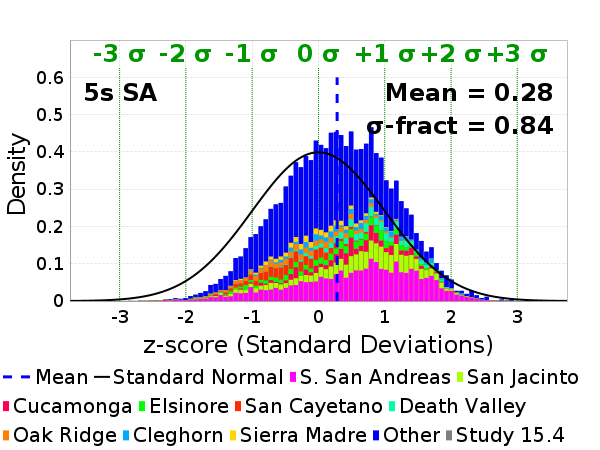 -3 σ -2 σ -1 σ 0 σ +1 σ +2 σ +3 σ
5s SA
Mean = 0.28
σ-fract = 0.84
Density
0.6
0.5
0.4
0.3
0.2
0.1
0
-3 -2 -1 0 1 2 3
z-score (Standard Deviations)
Mean Standard Normal S. San Andreas San Jacinto
Cucamonga Elsinore San Cayetano Death Valley
Oak Ridge Cleghorn Sierra Madre Other Study 15.4